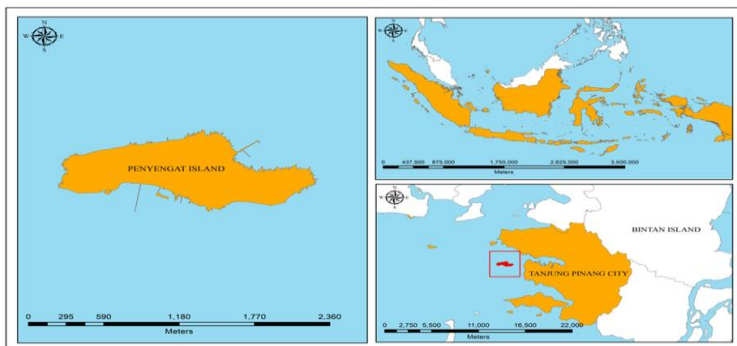 N
W E
S
PENYENGAT ISLAND
0 295 590 1,180 1,770 2,360
Meters
N
W E
S
0 437,500 875,000 1,750,000 2,625,000 3,500,000
Meters
N
W E
S
BINTAN ISLAND
TANJUNG PINANG CITY
0 2,750 5,500 11,000 16,500 22,000
Meters